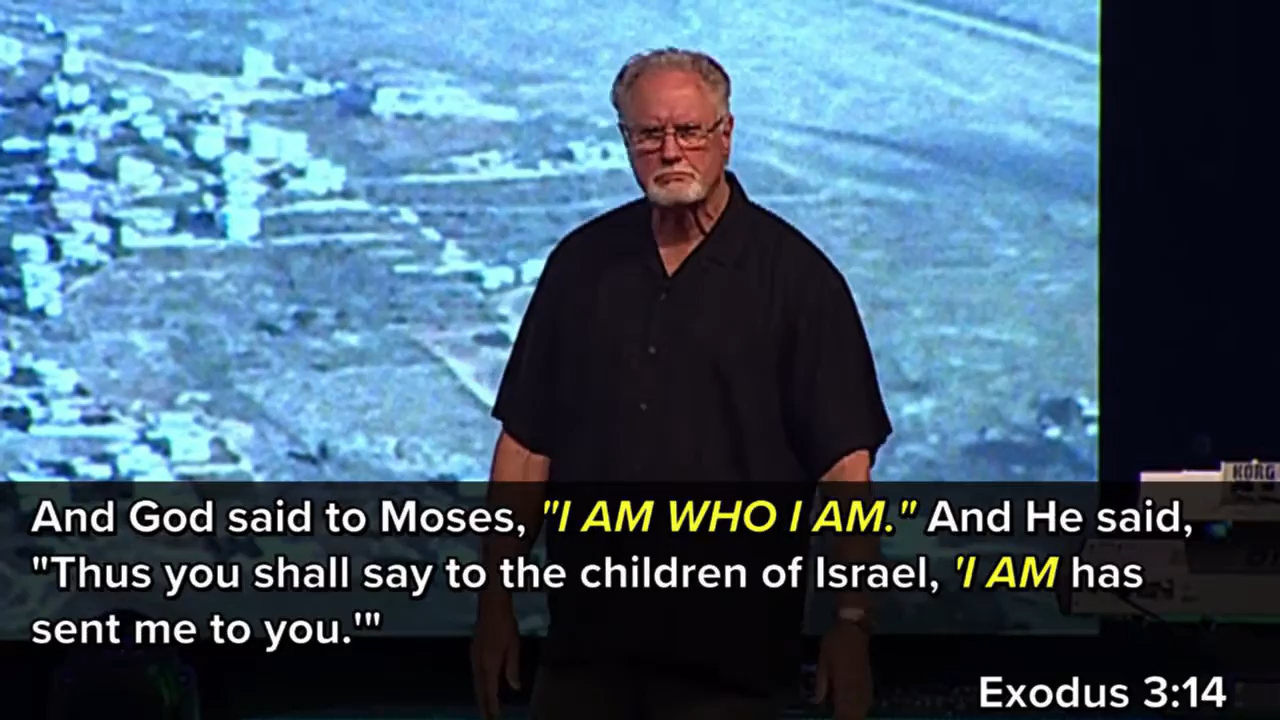 KORG
And God said to Moses, "I AM WHO I AM." And He said,
"Thus you shall say to the children of Israel, 'I AM has
sent me to you.'"
Exodus 3:14